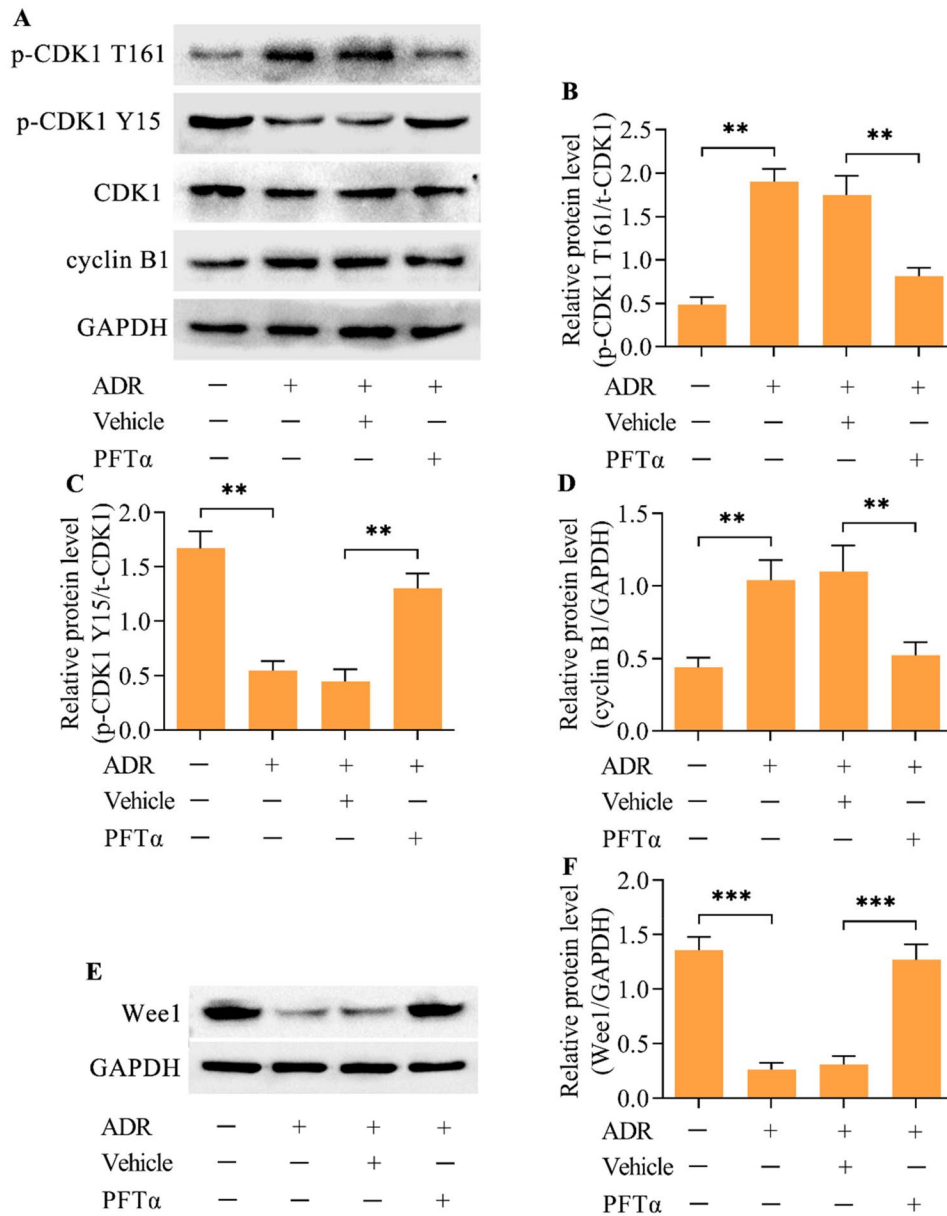 A
p-CDK1 T161
p-CDK1 Y15
CDK1
cyclin B1
GAPDH
ADR — + + +
Vehicle — — + —
PFTα — — — +
B
Relative protein level
(p-CDK1 T161/t-CDK1)
2.5
2.0
1.5
1.0
0.5
0.0
** **
ADR — + + +
Vehicle — — + —
PFTα — — — +
C
Relative protein level
(p-CDK1 Y15/t-CDK1)
2.0
1.5
1.0
0.5
0.0
** **
ADR — + + +
Vehicle — — + —
PFTα — — — +
D
Relative protein level
(cyclin B1/GAPDH)
1.5
1.0
0.5
0.0
** **
ADR — + + +
Vehicle — — + —
PFTα — — — +
E
Wee1
GAPDH
ADR — + + +
Vehicle — — + —
PFTα — — — +
F
Relative protein level
(Wee1/GAPDH)
2.0
1.5
1.0
0.5
0.0
*** ***
ADR — + + +
Vehicle — — + —
PFTα — — — +